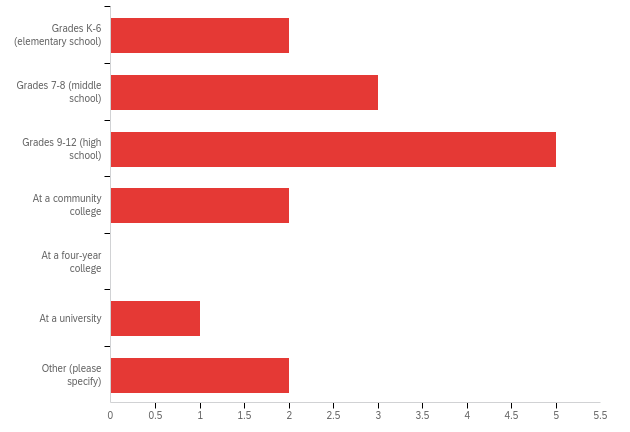 Grades K-6
(elementary school)
Grades 7-8 (middle
school)
Grades 9-12 (high
school)
At a community
college
At a four-year
college
At a university
Other (please
specify)
0 0.5 1 1.5 2 2.5 3 3.5 4 4.5 5 5.5